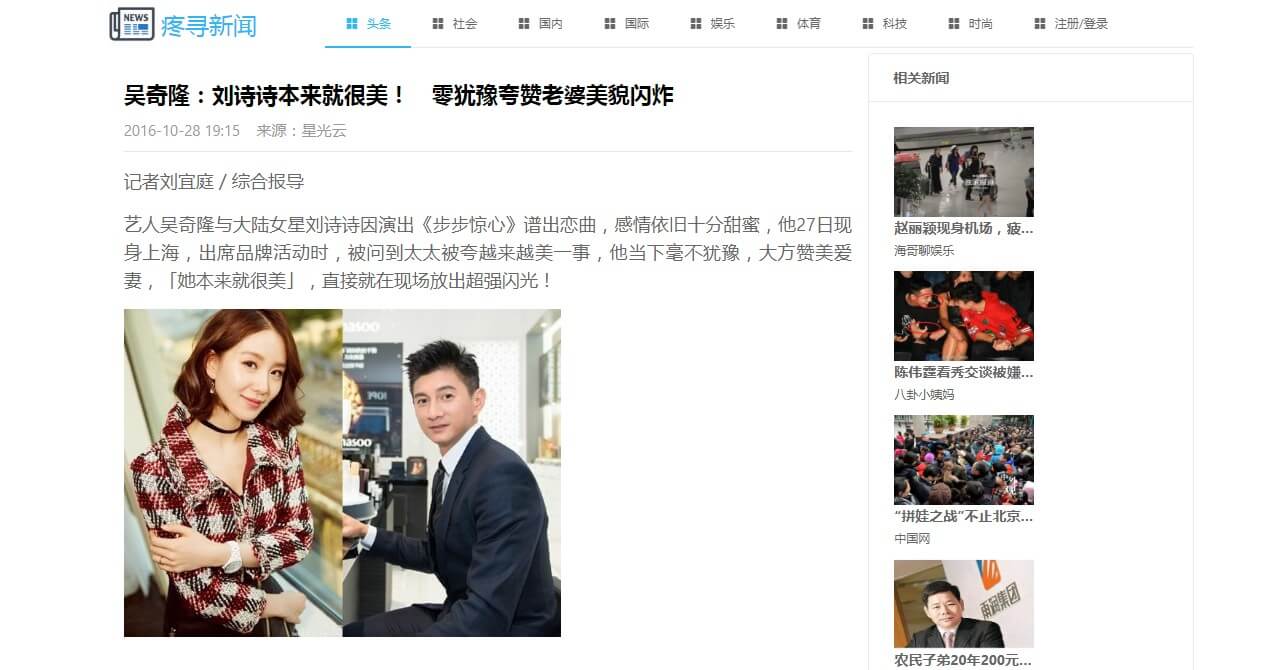 NEWS
疼寻新闻
头条
社会
国内
国际
娱乐
体育
科技
时尚
注册/登录
吴奇隆：刘诗诗本来就很美！　零犹豫夸赞老婆美貌闪炸
2016-10-28 19:15 来源：星光云
记者刘宜庭／综合报导
艺人吴奇隆与大陆女星刘诗诗因演出《步步惊心》谱出恋曲，感情依旧十分甜蜜，他27日现
身上海，出席品牌活动时，被问到太太被夸越来越美一事，他当下毫不犹豫，大方赞美爱
妻，「她本来就很美」，直接就在现场放出超强闪光！
相关新闻
赵丽颖现身机场，疲...
海哥聊娱乐
陈伟霆看秀交谈被嫌...
八卦小姨妈
“拼娃之战”不止北京...
中国网
农民子弟20年200元...